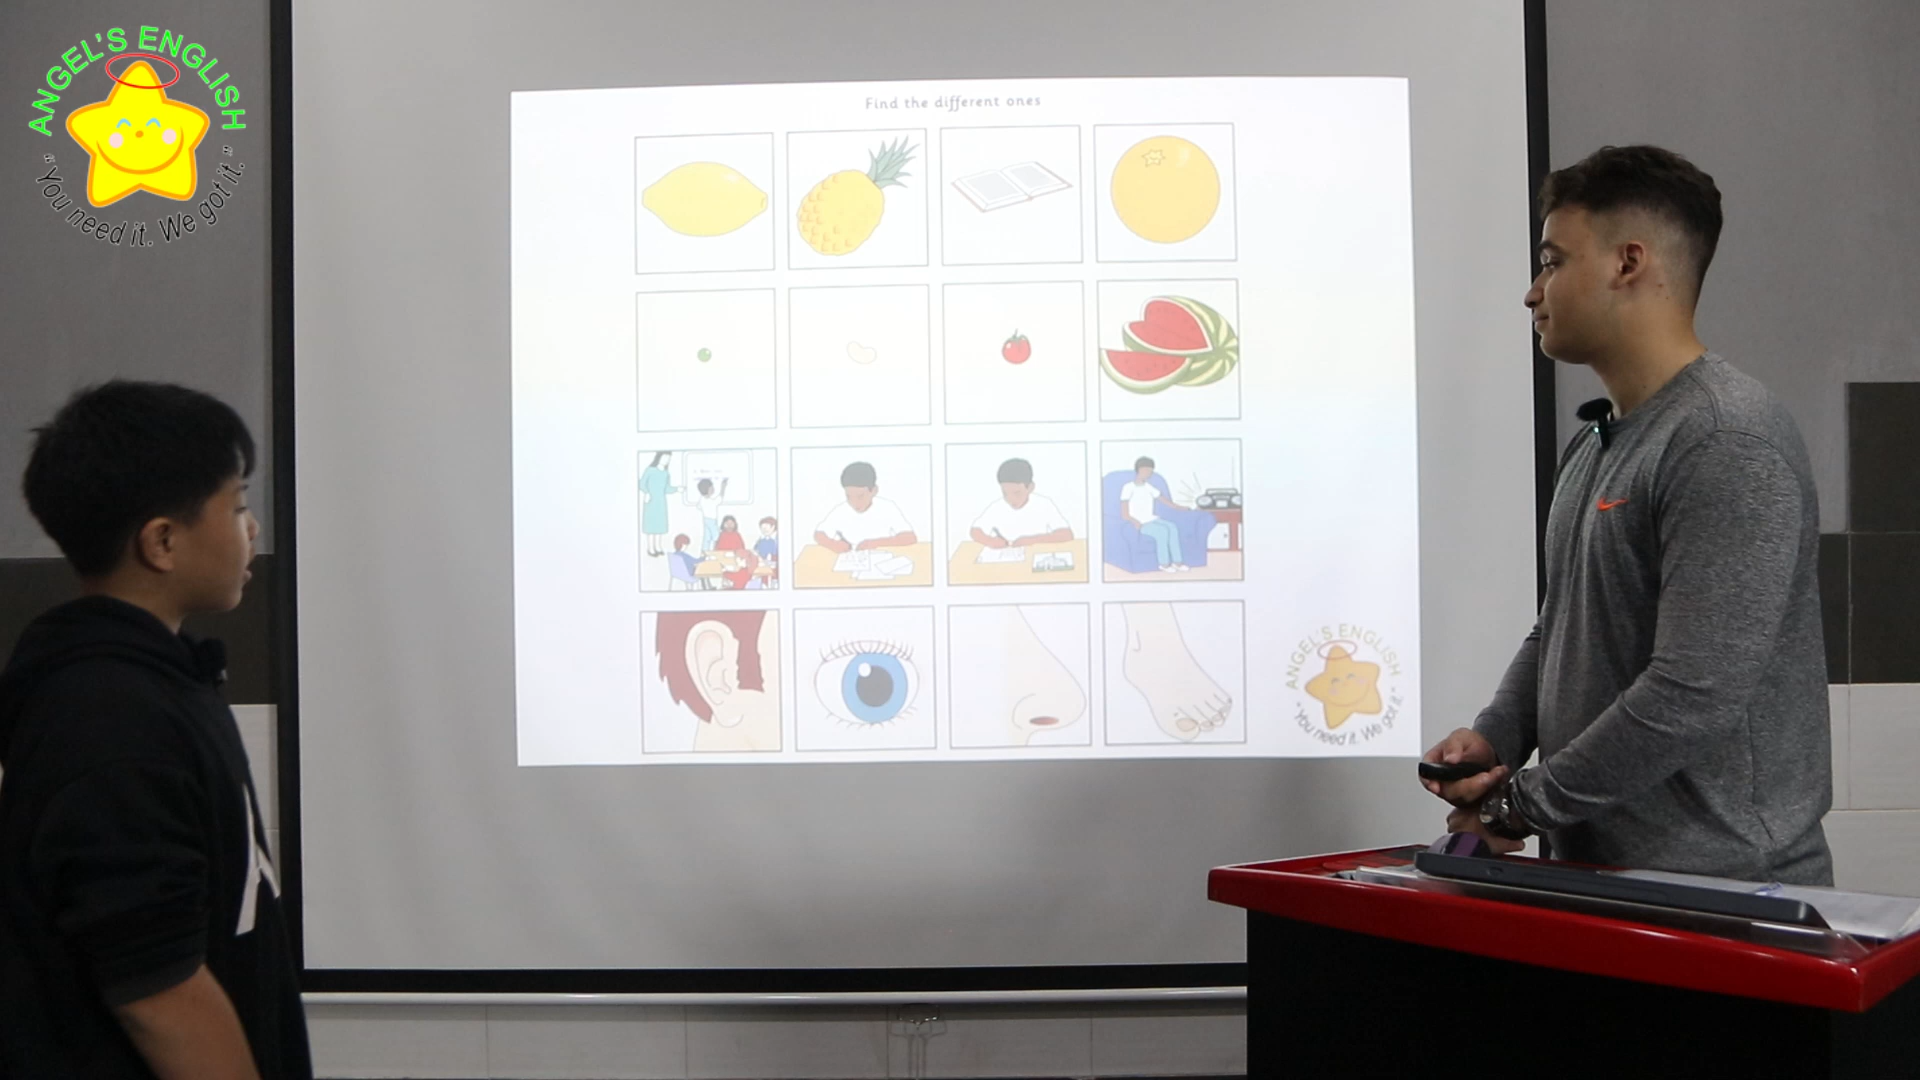 ANGEL'S ENGLISH
"You need it. We got it."
Find the different ones
ANGEL'S ENGLISH
"You need it. We got it."